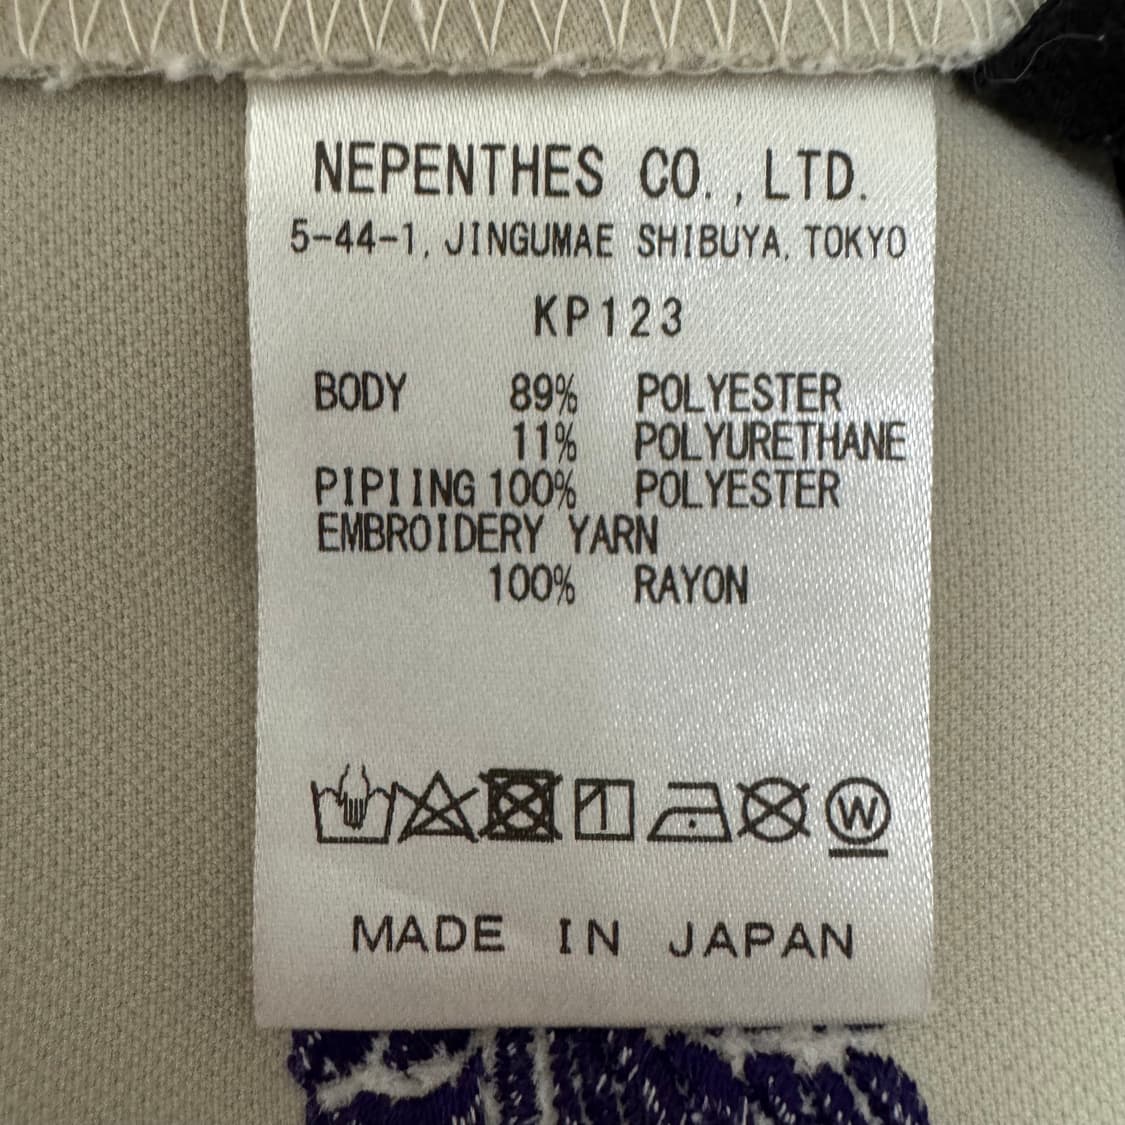 NEPENTHES CO., LTD.
5-44-1, JINGUMAE SHIBUYA, TOKYO
KP123
BODY 89% POLYESTER
11% POLYURETHANE
PIPIING 100% POLYESTER
EMBROIDERY YARN
100% RAYON
W
MADE IN JAPAN